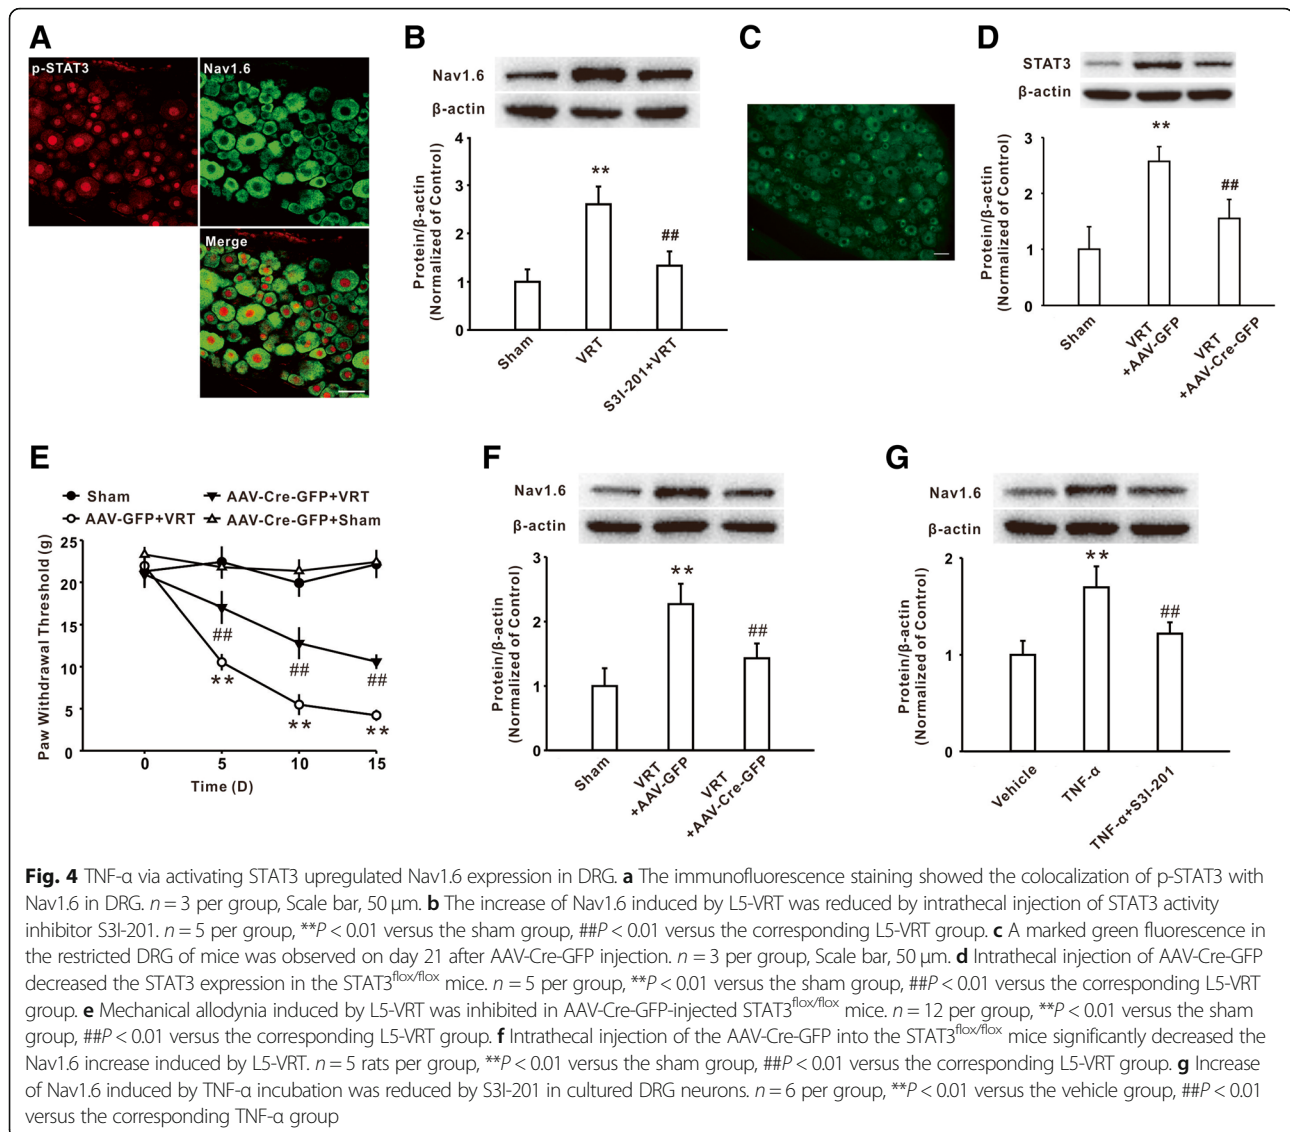 A
p-STAT3
Nav1.6
Merge
B
Nav1.6
β-actin
4
3
2
1
0
Protein/β-actin
(Normalized of Control)
**
##
Sham
VRT
S3I-201+VRT
C
D
STAT3
β-actin
3
2
1
0
Protein/β-actin
(Normalized of Control)
**
##
Sham
VRT
+AAV-GFP
VRT
+AAV-Cre-GFP
E
Sham
AAV-GFP+VRT
AAV-Cre-GFP+VRT
AAV-Cre-GFP+Sham
Paw Withdrawal Threshold (g)
25
20
15
10
5
0
##
##
##
**
**
**
0
5
10
15
Time (D)
F
Nav1.6
β-actin
3
2
1
0
Protein/β-actin
(Normalized of Control)
**
##
Sham
VRT
+AAV-GFP
VRT
+AAV-Cre-GFP
G
Nav1.6
β-actin
2
1
0
Protein/β-actin
(Normalized of Control)
**
##
Vehicle
TNF-α
TNF-α+S3I-201
Fig. 4 TNF-α via activating STAT3 upregulated Nav1.6 expression in DRG. a The immunofluorescence staining showed the colocalization of p-STAT3 with
Nav1.6 in DRG. n = 3 per group, Scale bar, 50 μm. b The increase of Nav1.6 induced by L5-VRT was reduced by intrathecal injection of STAT3 activity
inhibitor S3I-201. n = 5 per group, **P < 0.01 versus the sham group, ##P < 0.01 versus the corresponding L5-VRT group. c A marked green fluorescence in
the restricted DRG of mice was observed on day 21 after AAV-Cre-GFP injection. n = 3 per group, Scale bar, 50 μm. d Intrathecal injection of AAV-Cre-GFP
decreased the STAT3 expression in the STAT3flox/flox mice. n = 5 per group, **P < 0.01 versus the sham group, ##P < 0.01 versus the corresponding L5-VRT
group. e Mechanical allodynia induced by L5-VRT was inhibited in AAV-Cre-GFP-injected STAT3flox/flox mice. n = 12 per group, **P < 0.01 versus the sham
group, ##P < 0.01 versus the corresponding L5-VRT group. f Intrathecal injection of the AAV-Cre-GFP into the STAT3flox/flox mice significantly decreased the
Nav1.6 increase induced by L5-VRT. n = 5 rats per group, **P < 0.01 versus the sham group, ##P < 0.01 versus the corresponding L5-VRT group. g Increase
of Nav1.6 induced by TNF-α incubation was reduced by S3I-201 in cultured DRG neurons. n = 6 per group, **P < 0.01 versus the vehicle group, ##P < 0.01
versus the corresponding TNF-α group